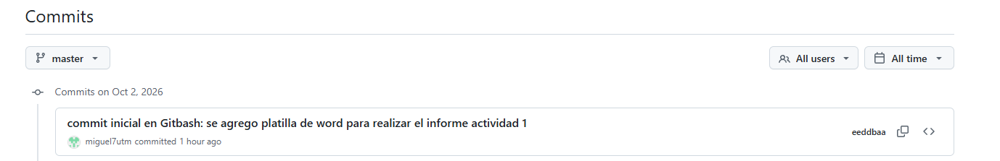 Commits
master
All users
All time
Commits on Oct 2, 2026
commit inicial en Gitbash: se agrego platilla de word para realizar el informe actividad 1
miguel7utm committed 1 hour ago
eeddbaa